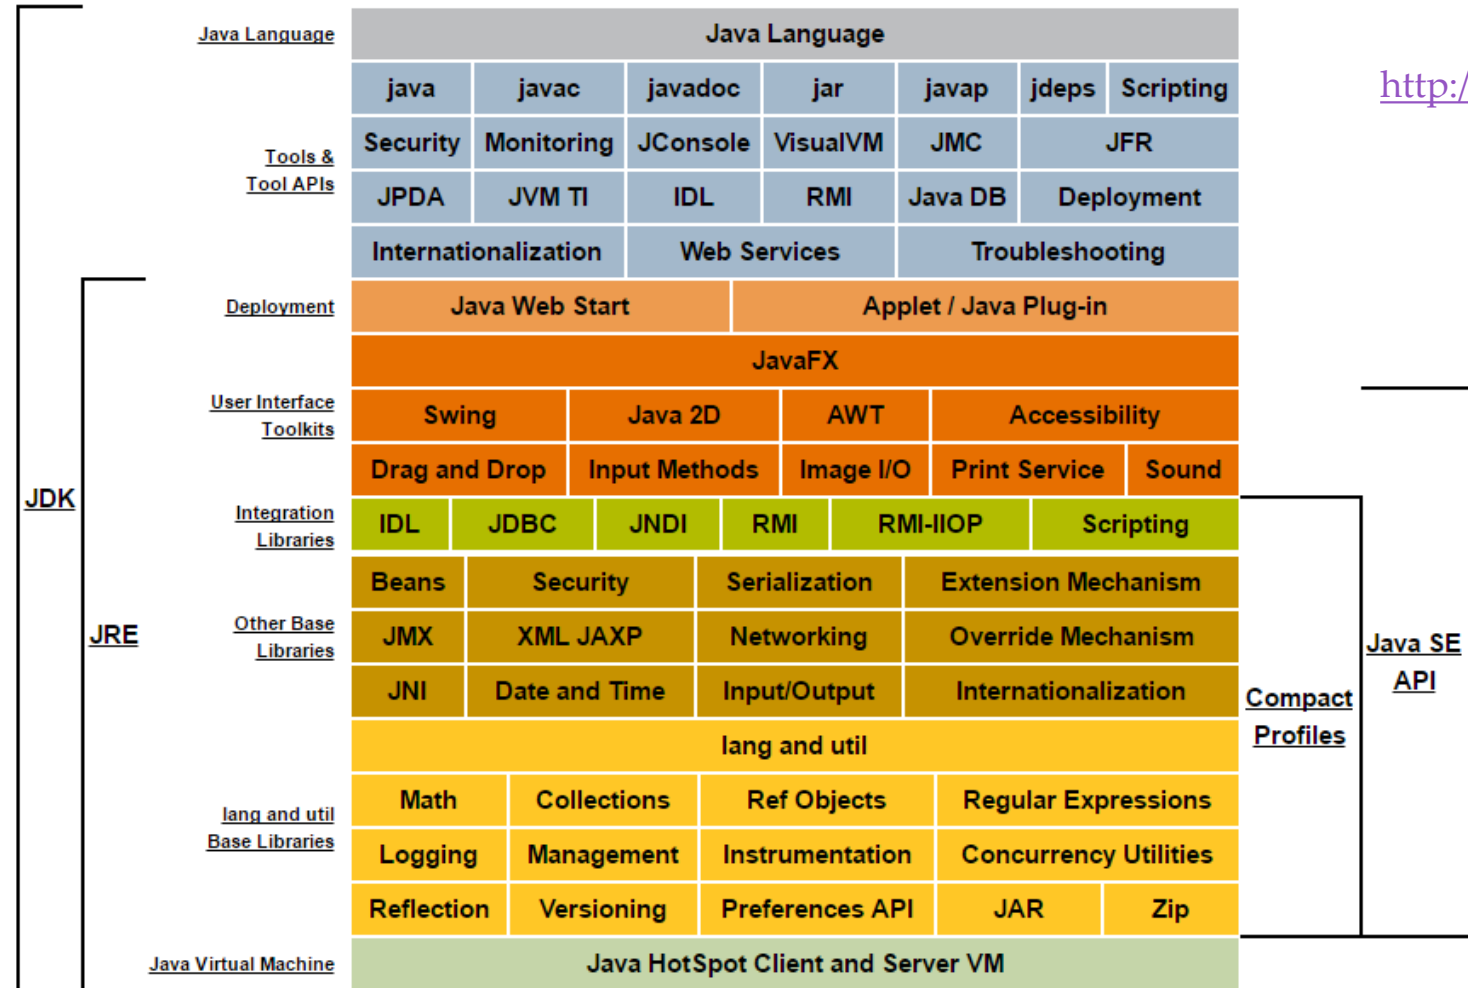 Java Language
Java Language
java javac javadoc jar javap jdeps Scripting
http:/
Tools &
Tool APIs
Security Monitoring JConsole VisualVM JMC JFR
JPDA JVM TI IDL RMI Java DB Deployment
Internationalization Web Services Troubleshooting
Deployment
Java Web Start Applet / Java Plug-in
JavaFX
User Interface
Toolkits
Swing Java 2D AWT Accessibility
Drag and Drop Input Methods Image I/O Print Service Sound
JDK
Integration
Libraries
IDL JDBC JNDI RMI RMI-IIOP Scripting
JRE
Other Base
Libraries
Beans Security Serialization Extension Mechanism
JMX XML JAXP Networking Override Mechanism
JNI Date and Time Input/Output Internationalization
Java SE
API
Compact
Profiles
lang and util
lang and util
Base Libraries
Math Collections Ref Objects Regular Expressions
Logging Management Instrumentation Concurrency Utilities
Reflection Versioning Preferences API JAR Zip
Java Virtual Machine
Java HotSpot Client and Server VM